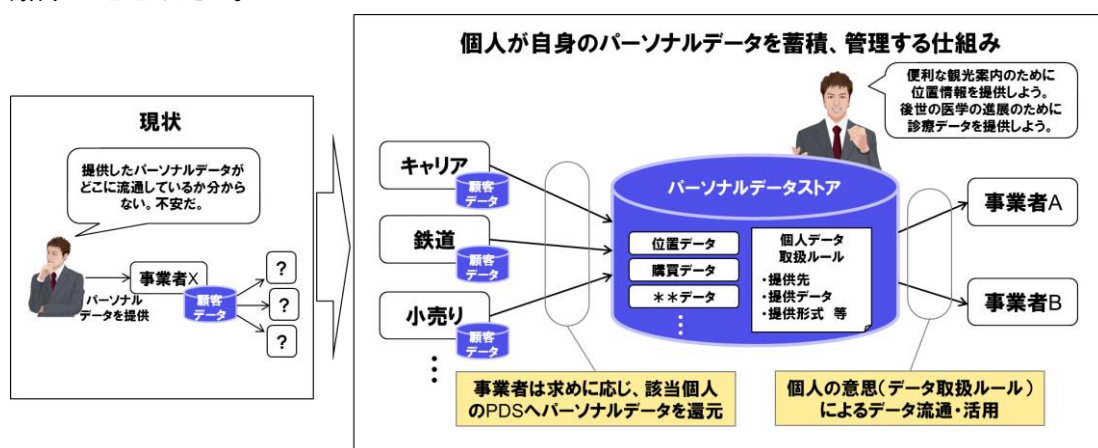 現状
提供したパーソナルデータが
どこに流通しているか分から
ない。不安だ。
事業者X
顧客
データ
パーソナル
データを提供
?
?
?
個人が自身のパーソナルデータを蓄積、管理する仕組み
便利な観光案内のために
位置情報を提供しよう。
後世の医学の進展のために
診療データを提供しよう。
キャリア
顧客
データ
鉄道
顧客
データ
小売り
顧客
データ
パーソナルデータストア
位置データ
購買データ
**データ
個人データ
取扱ルール
・提供先
・提供データ
・提供形式 等
事業者A
事業者B
事業者は求めに応じ、該当個人
のPDSへパーソナルデータを還元
個人の意思(データ取扱ルール)
によるデータ流通・活用